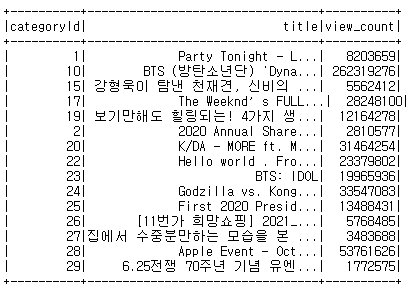 +----------+--------------------+----------+
|categoryId| title|view_count|
+----------+--------------------+----------+
| 1|Party Tonight - L...| 8203659|
| 10|BTS (방탄소년단) 'Dyna...| 262319276|
| 15|강형욱이 탐낸 천재견, 신비의 ...| 5562412|
| 17|The Weeknd's FULL...| 28248100|
| 19|보기만해도 힐링되는! 4가지 생...| 12164278|
| 2|2020 Annual Share...| 2810577|
| 20|K/DA - MORE ft. M...| 31464254|
| 22|Hello world . Fro...| 23379802|
| 23| BTS: IDOL| 19965936|
| 24|Godzilla vs. Kong...| 33547083|
| 25|First 2020 Presid...| 13488431|
| 26|[11번가 희망쇼핑] 2021_...| 5768485|
| 27|집에서 수중분만하는 모습을 본 ...| 3483688|
| 28|Apple Event - Oct...| 53761626|
| 29|6.25전쟁 70주년 기념 유엔...| 1772575|
+----------+--------------------+----------+